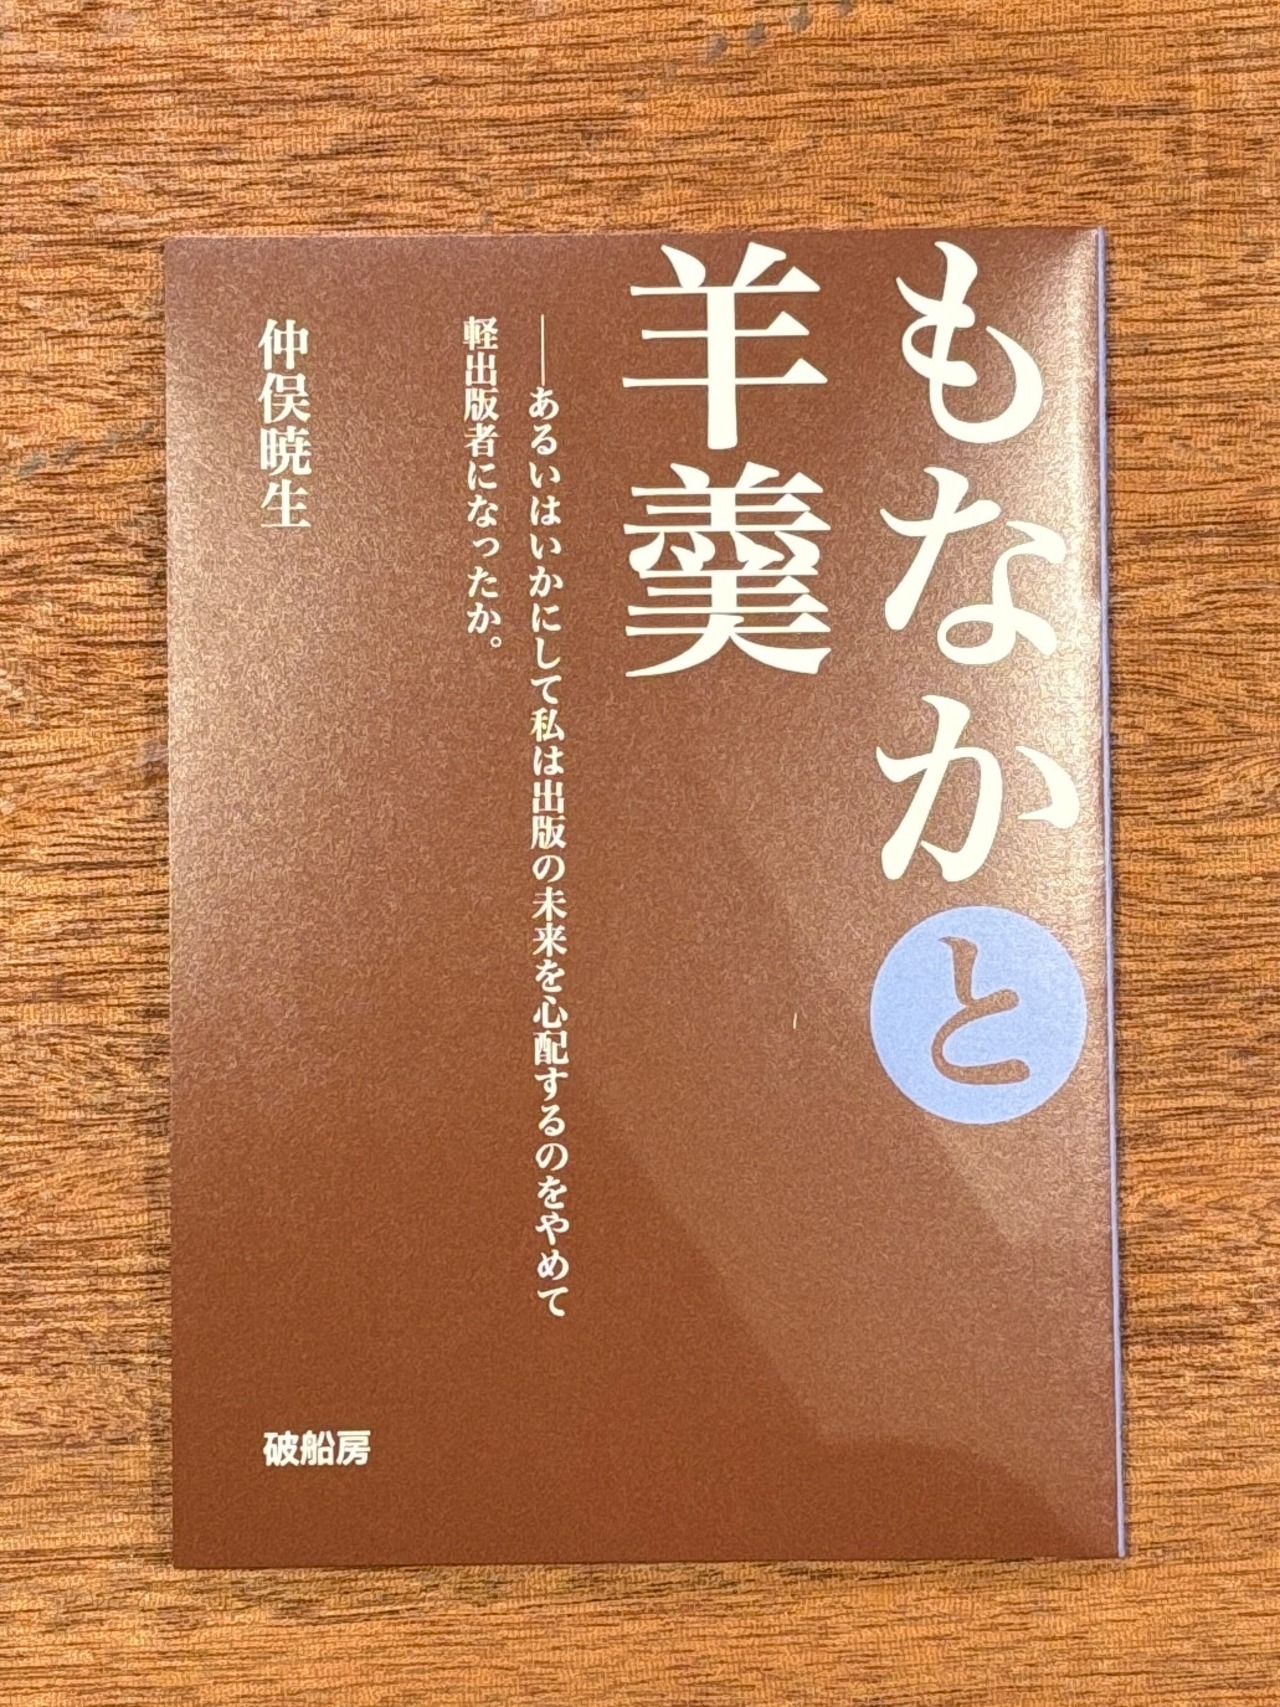 もなかと
羊羹
——あるいはいかにして私は出版の未来を心配するのをやめて
軽出版者になったか。
仲俣暁生
破船房